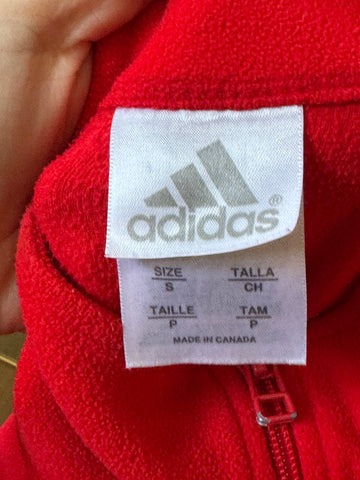 adidas
SIZE TALLA
S CH
TAILLE TAM
P P
MADE IN CANADA